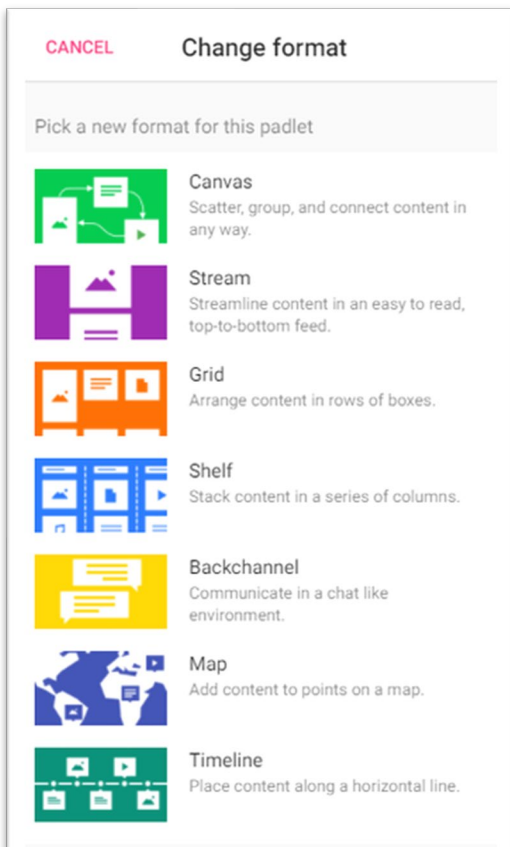 CANCEL Change format
Pick a new format for this padlet
Canvas
Scatter, group, and connect content in
any way.
Stream
Streamline content in an easy to read,
top-to-bottom feed.
Grid
Arrange content in rows of boxes.
Shelf
Stack content in a series of columns.
Backchannel
Communicate in a chat like
environment.
Map
Add content to points on a map.
Timeline
Place content along a horizontal line.